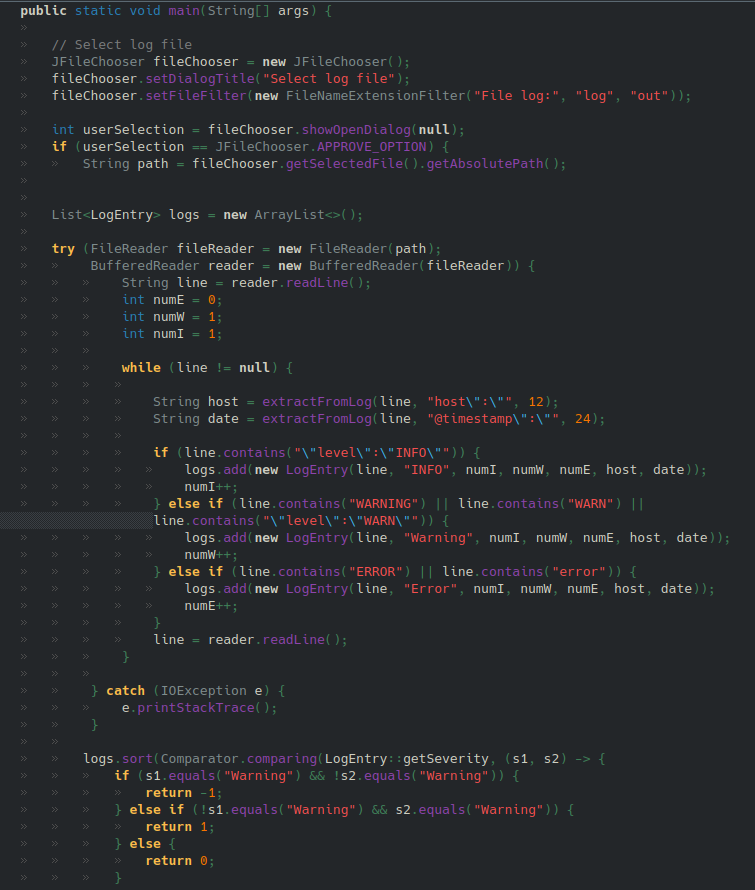 public static void main(String[] args) {

    // Select log file
    JFileChooser fileChooser = new JFileChooser();
    fileChooser.setDialogTitle("Select log file");
    fileChooser.setFileFilter(new FileNameExtensionFilter("File log:", "log", "out"));

    int userSelection = fileChooser.showOpenDialog(null);
    if (userSelection == JFileChooser.APPROVE_OPTION) {
        String path = fileChooser.getSelectedFile().getAbsolutePath();


    List<LogEntry> logs = new ArrayList<>();

    try (FileReader fileReader = new FileReader(path);
         BufferedReader reader = new BufferedReader(fileReader)) {
             String line = reader.readLine();
             int numE = 0;
             int numW = 1;
             int numI = 1;

             while (line != null) {

                 String host = extractFromLog(line, "host\":\"", 12);
                 String date = extractFromLog(line, "@timestamp\":\"", 24);

                 if (line.contains("\"level\":\"INFO\"")) {
                     logs.add(new LogEntry(line, "INFO", numI, numW, numE, host, date));
                     numI++;
                 } else if (line.contains("WARNING") || line.contains("WARN") ||
                 line.contains("\"level\":\"WARN\"")) {
                     logs.add(new LogEntry(line, "Warning", numI, numW, numE, host, date));
                     numW++;
                 } else if (line.contains("ERROR") || line.contains("error")) {
                     logs.add(new LogEntry(line, "Error", numI, numW, numE, host, date));
                     numE++;
                 }
                 line = reader.readLine();
             }

         } catch (IOException e) {
             e.printStackTrace();
         }

        logs.sort(Comparator.comparing(LogEntry::getSeverity, (s1, s2) -> {
            if (s1.equals("Warning") && !s2.equals("Warning")) {
                return -1;
            } else if (!s1.equals("Warning") && s2.equals("Warning")) {
                return 1;
            } else {
                return 0;
            }